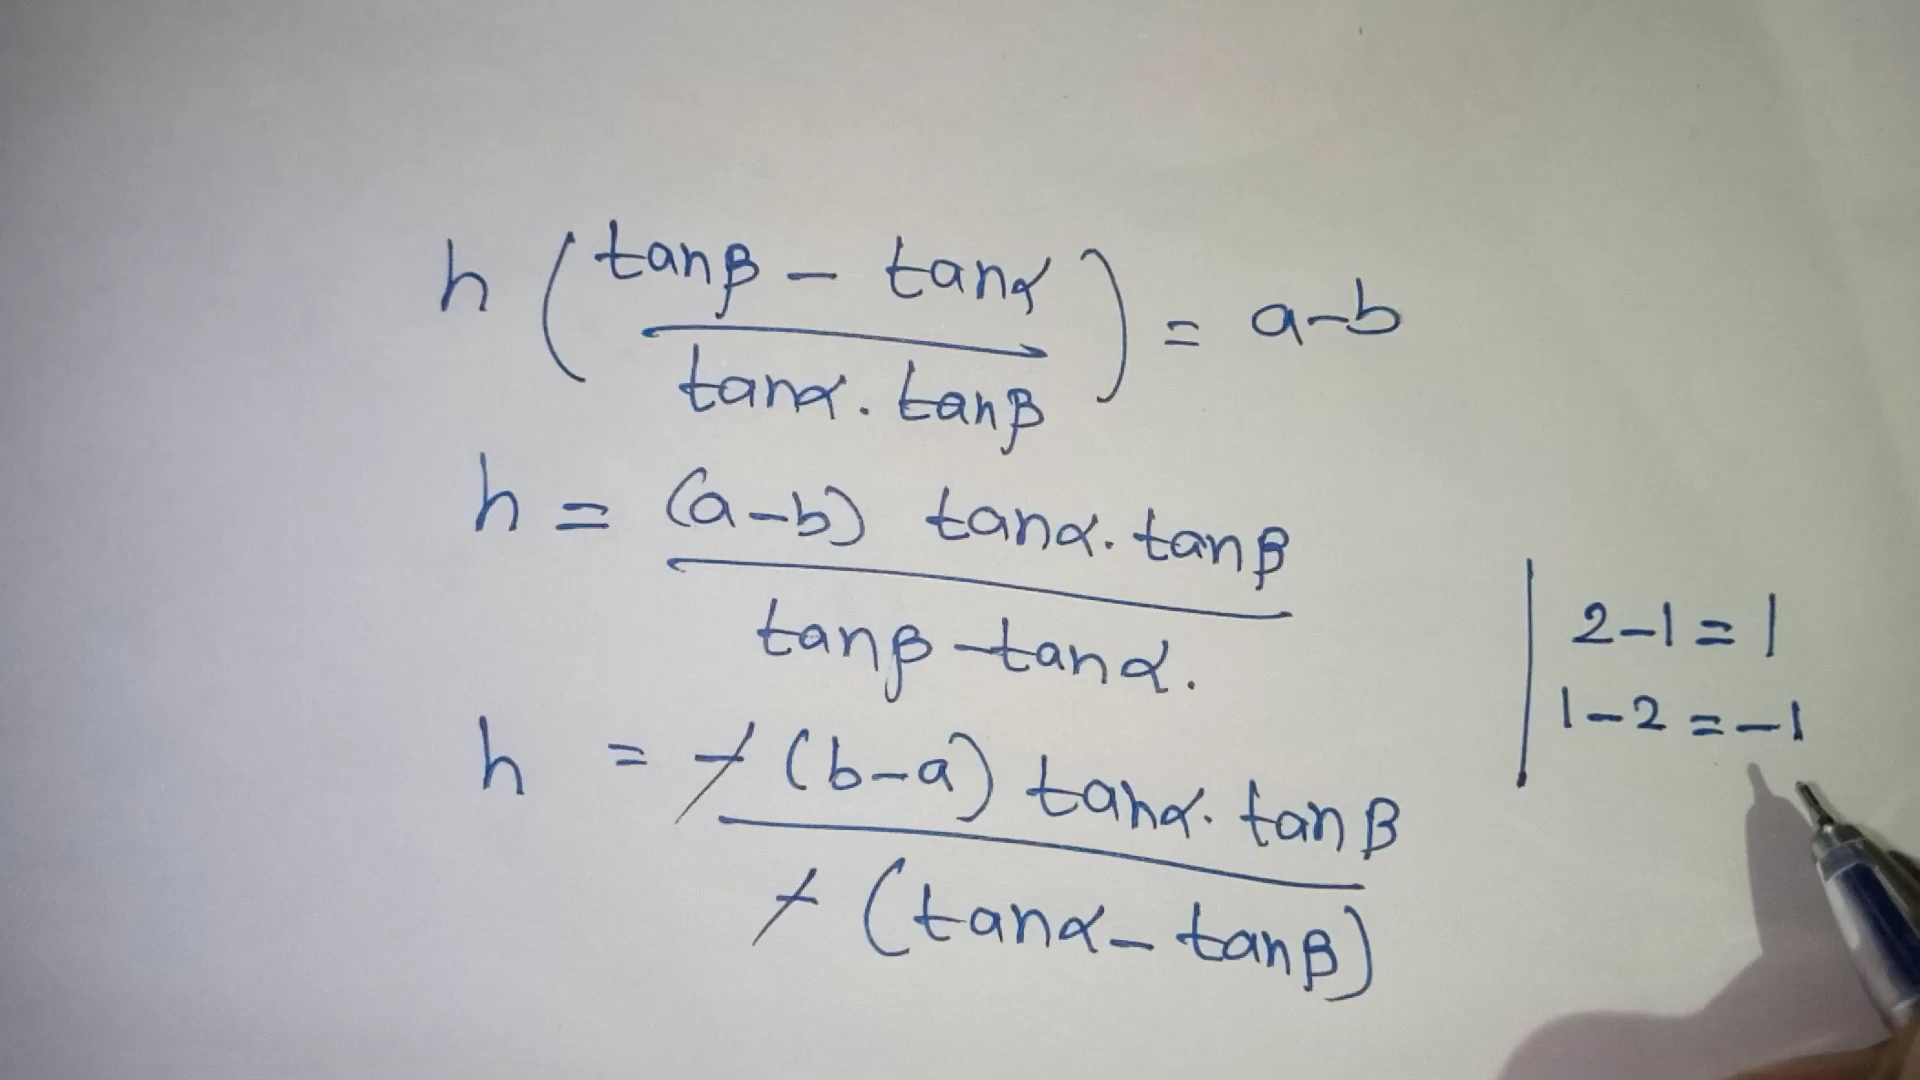 h ( tanβ - tanα / tanα . tanβ ) = a-b
h = (a-b) tanα . tanβ / tanβ - tanα .
h = - (b-a) tanα . tanβ / - (tanα - tanβ)
2-1 = 1
1-2 = -1